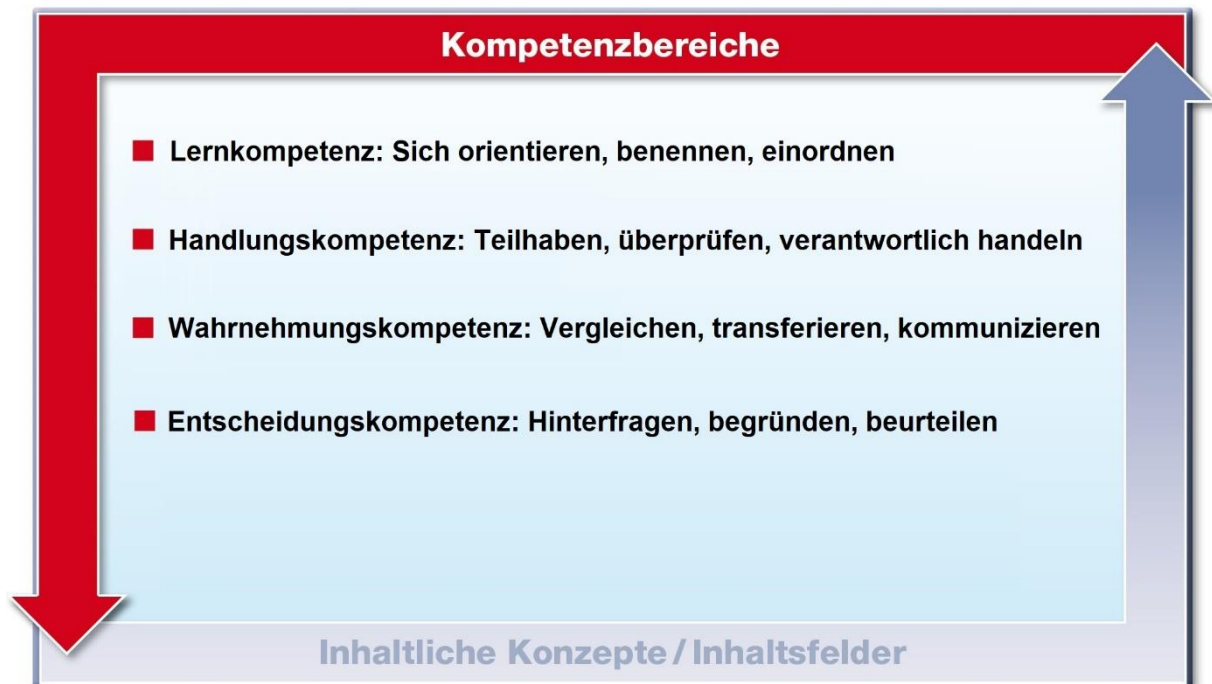 Kompetenzbereiche
Lernkompetenz: Sich orientieren, benennen, einordnen
Handlungskompetenz: Teilhaben, überprüfen, verantwortlich handeln
Wahrnehmungskompetenz: Vergleichen, transferieren, kommunizieren
Entscheidungskompetenz: Hinterfragen, begründen, beurteilen
Inhaltliche Konzepte / Inhaltsfelder